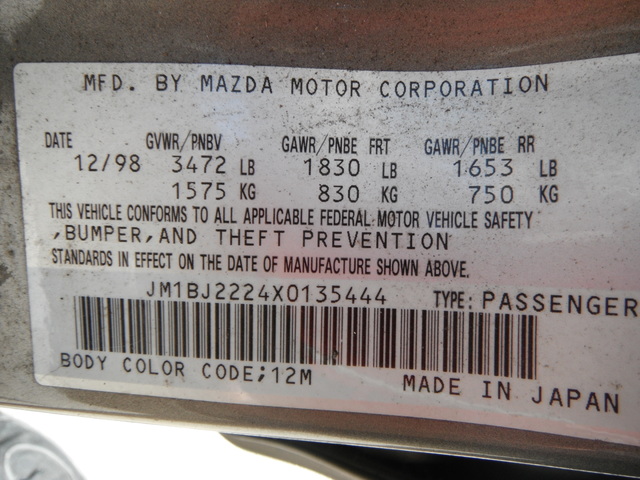 MFD. BY MAZDA MOTOR CORPORATION
DATE GVWR/PNBV GAWR/PNBE FRT GAWR/PNBE RR
12/98 3472 LB 1830 LB 1653 LB
1575 KG 830 KG 750 KG
THIS VEHICLE CONFORMS TO ALL APPLICABLE FEDERAL MOTOR VEHICLE SAFETY
,BUMPER,AND THEFT PREVENTION
STANDARDS IN EFFECT ON THE DATE OF MANUFACTURE SHOWN ABOVE.
JM1BJ2224X0135444 TYPE: PASSENGER
BODY COLOR CODE;12M MADE IN JAPAN